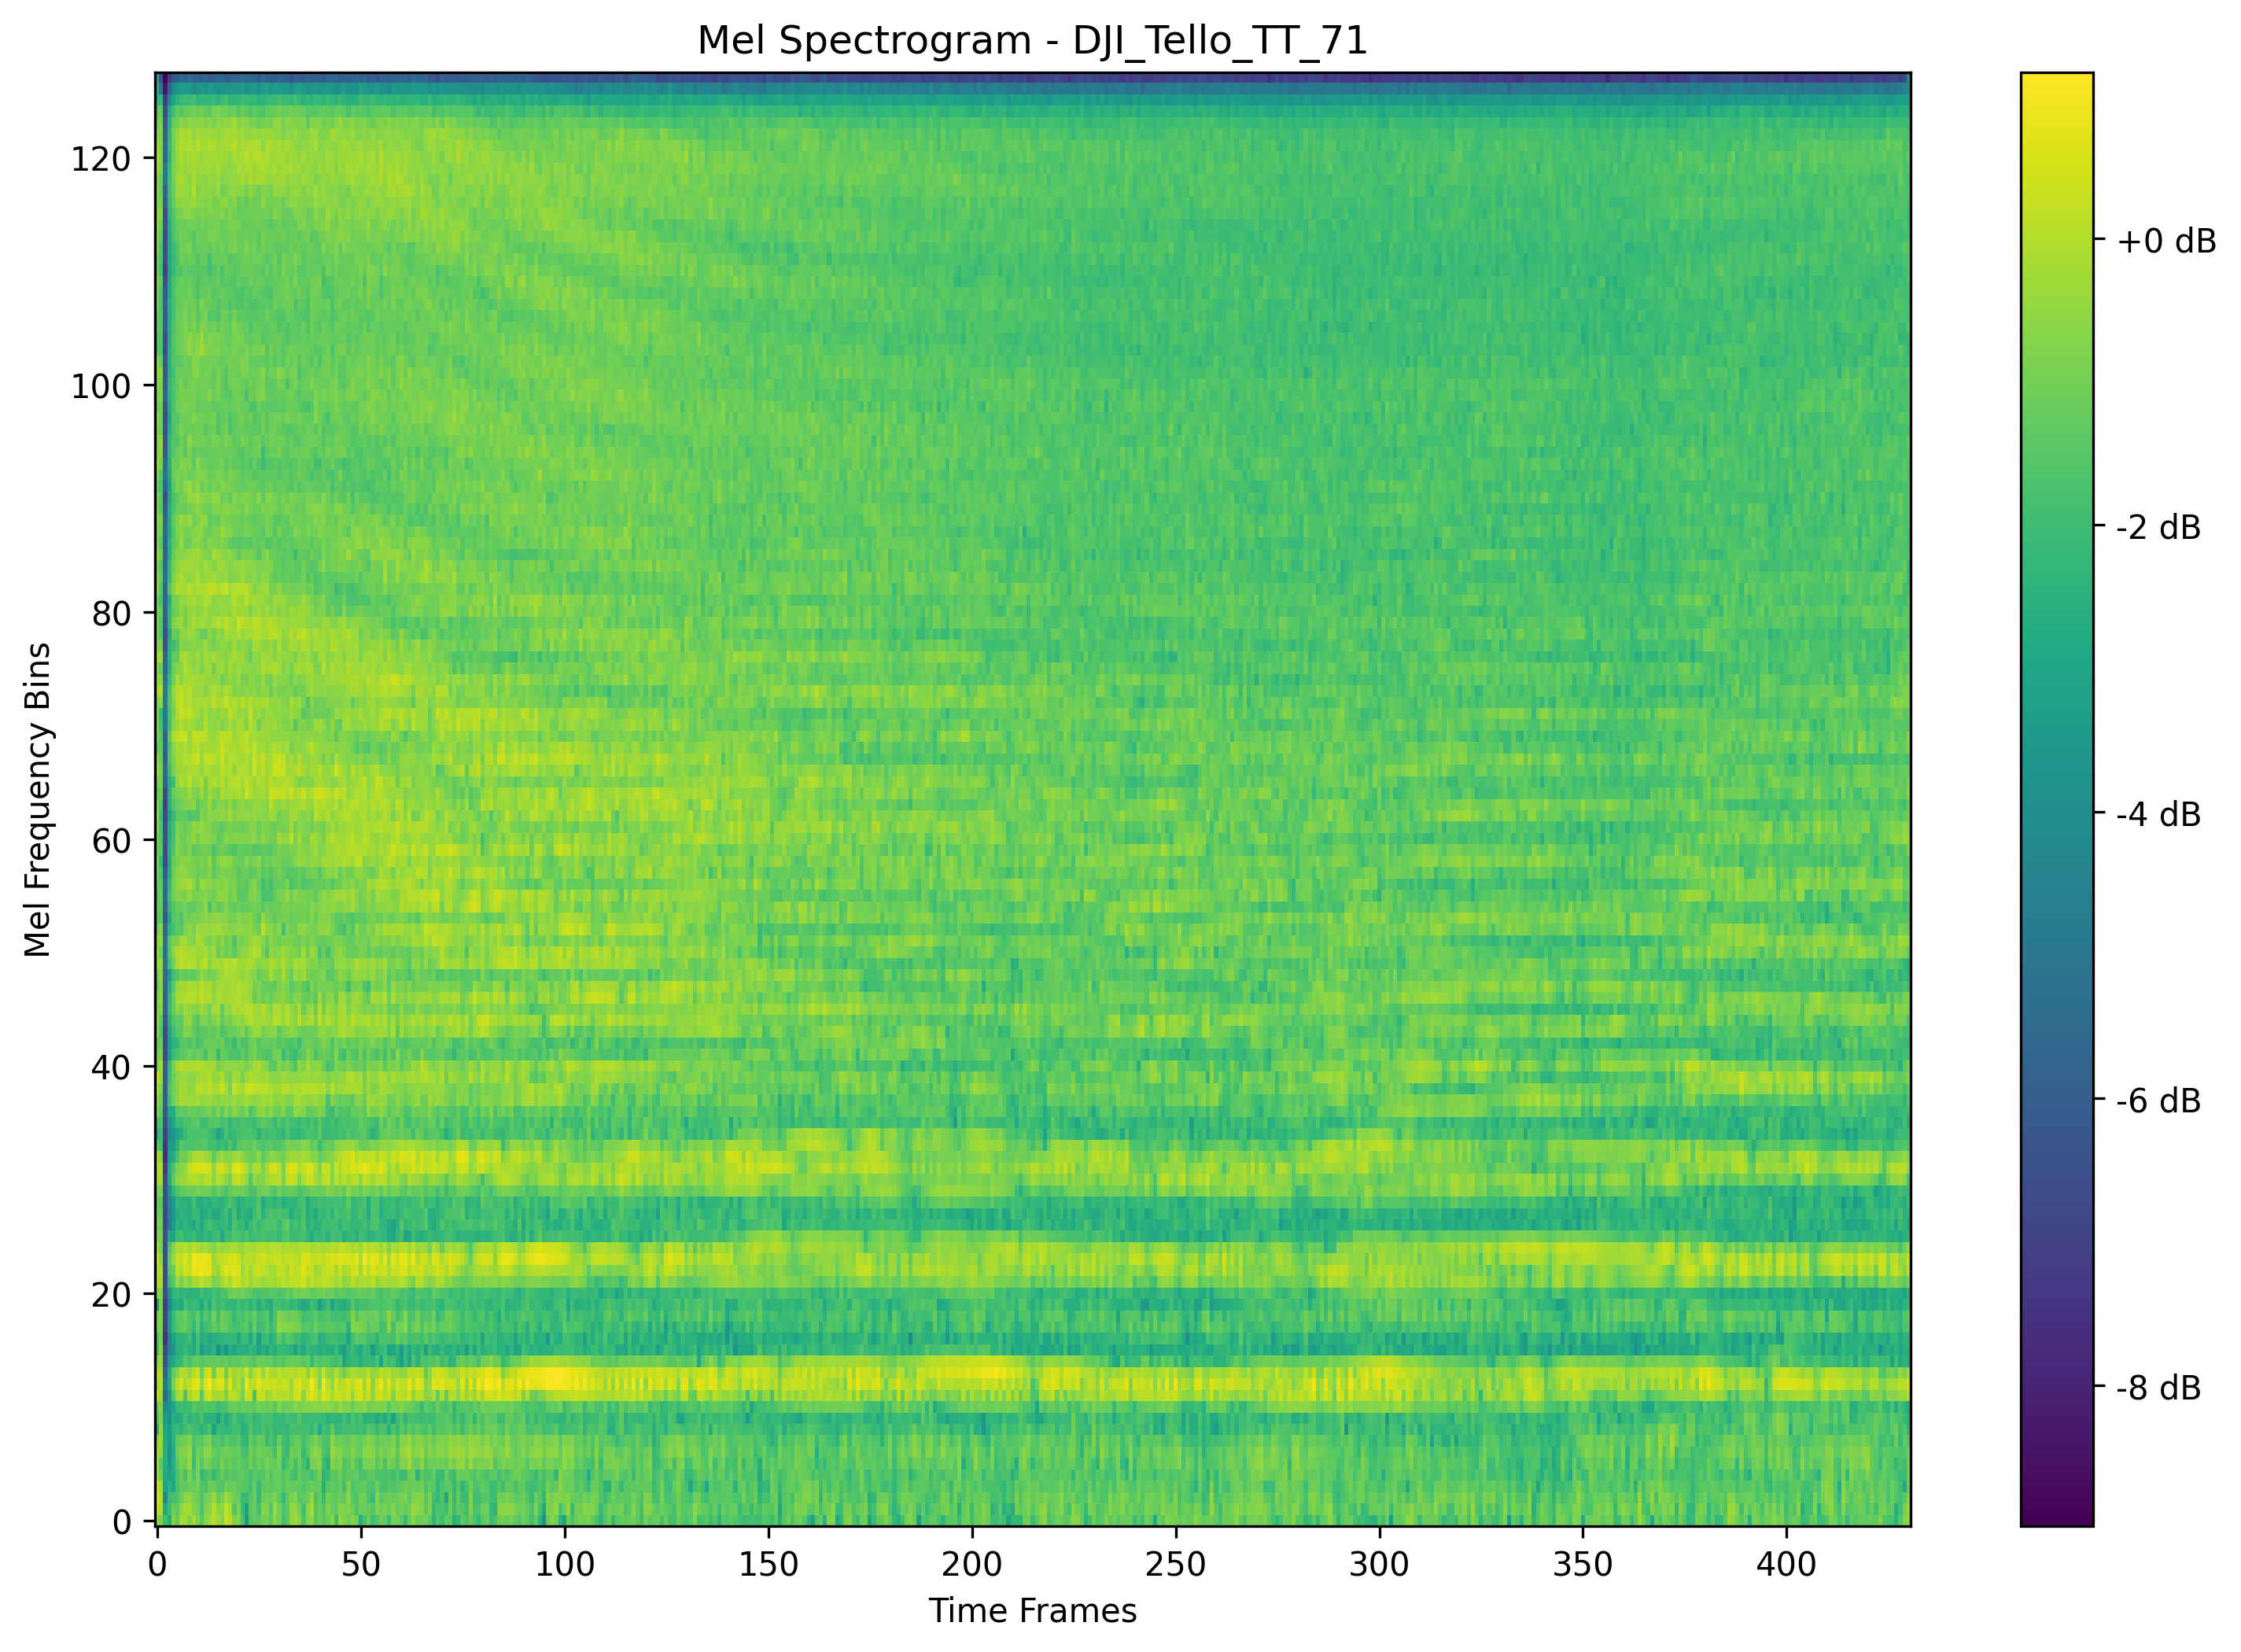 Mel Spectrogram - DJI_Tello_TT_71
Mel Frequency Bins
120
100
80
60
40
20
0
0 50 100 150 200 250 300 350 400
Time Frames
+0 dB
-2 dB
-4 dB
-6 dB
-8 dB